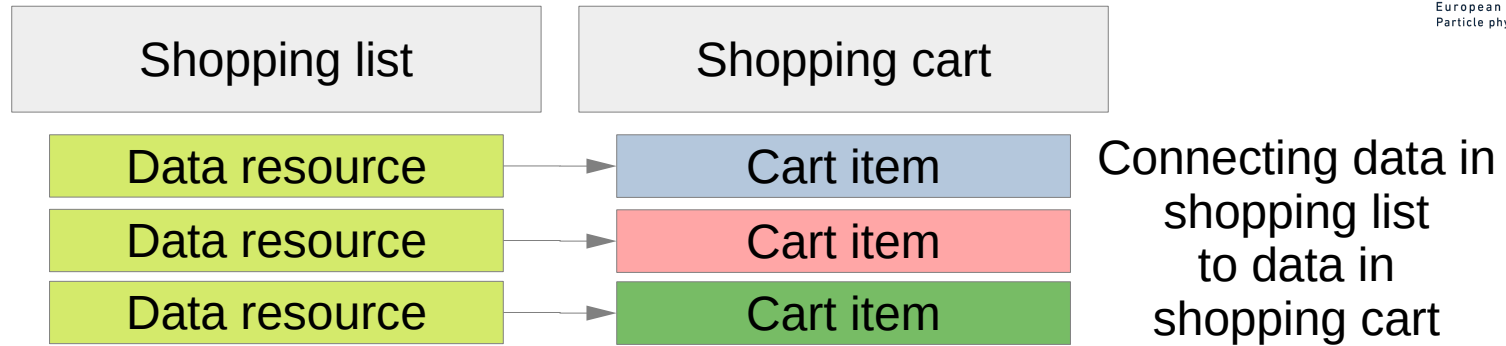 European
Particle phy
Shopping list
Shopping cart
Data resource
Cart item
Data resource
Cart item
Data resource
Cart item
Connecting data in
shopping list
to data in
shopping cart